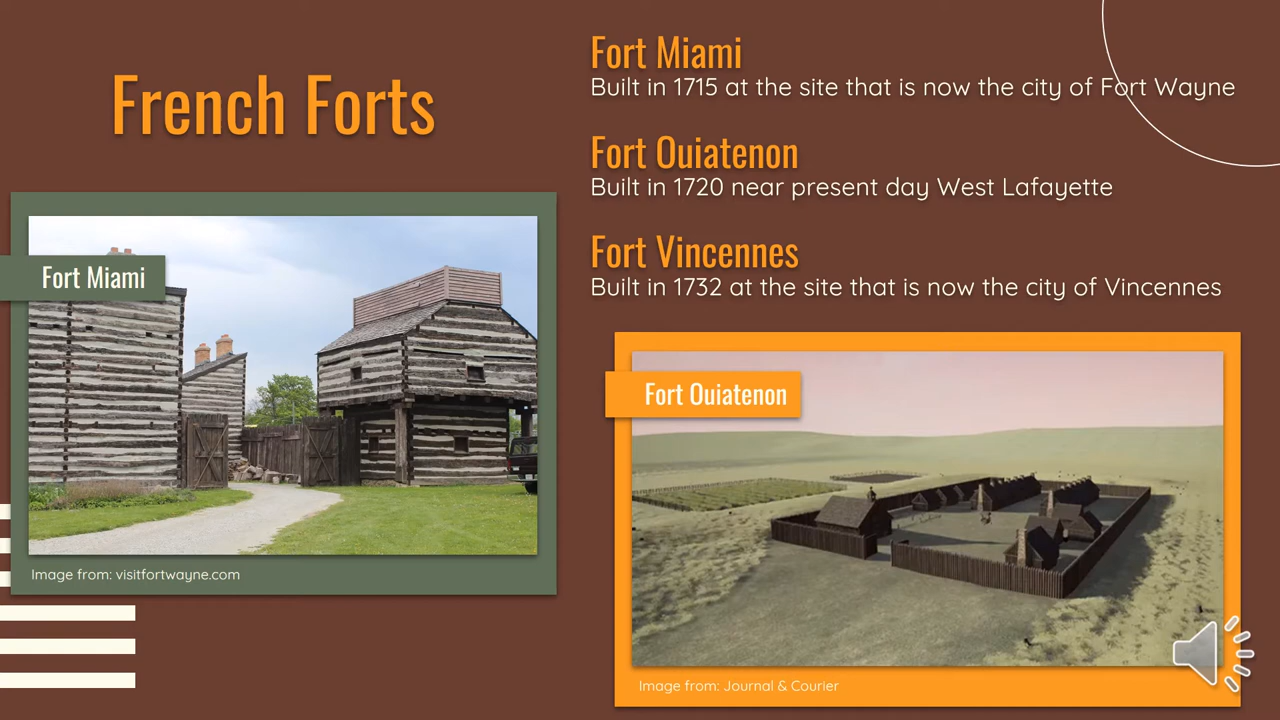 French Forts
Fort Miami
Built in 1715 at the site that is now the city of Fort Wayne
Fort Ouiatenon
Built in 1720 near present day West Lafayette
Fort Vincennes
Built in 1732 at the site that is now the city of Vincennes
Fort Miami
Image from: visitfortwayne.com
Fort Ouiatenon
Image from: Journal & Courier